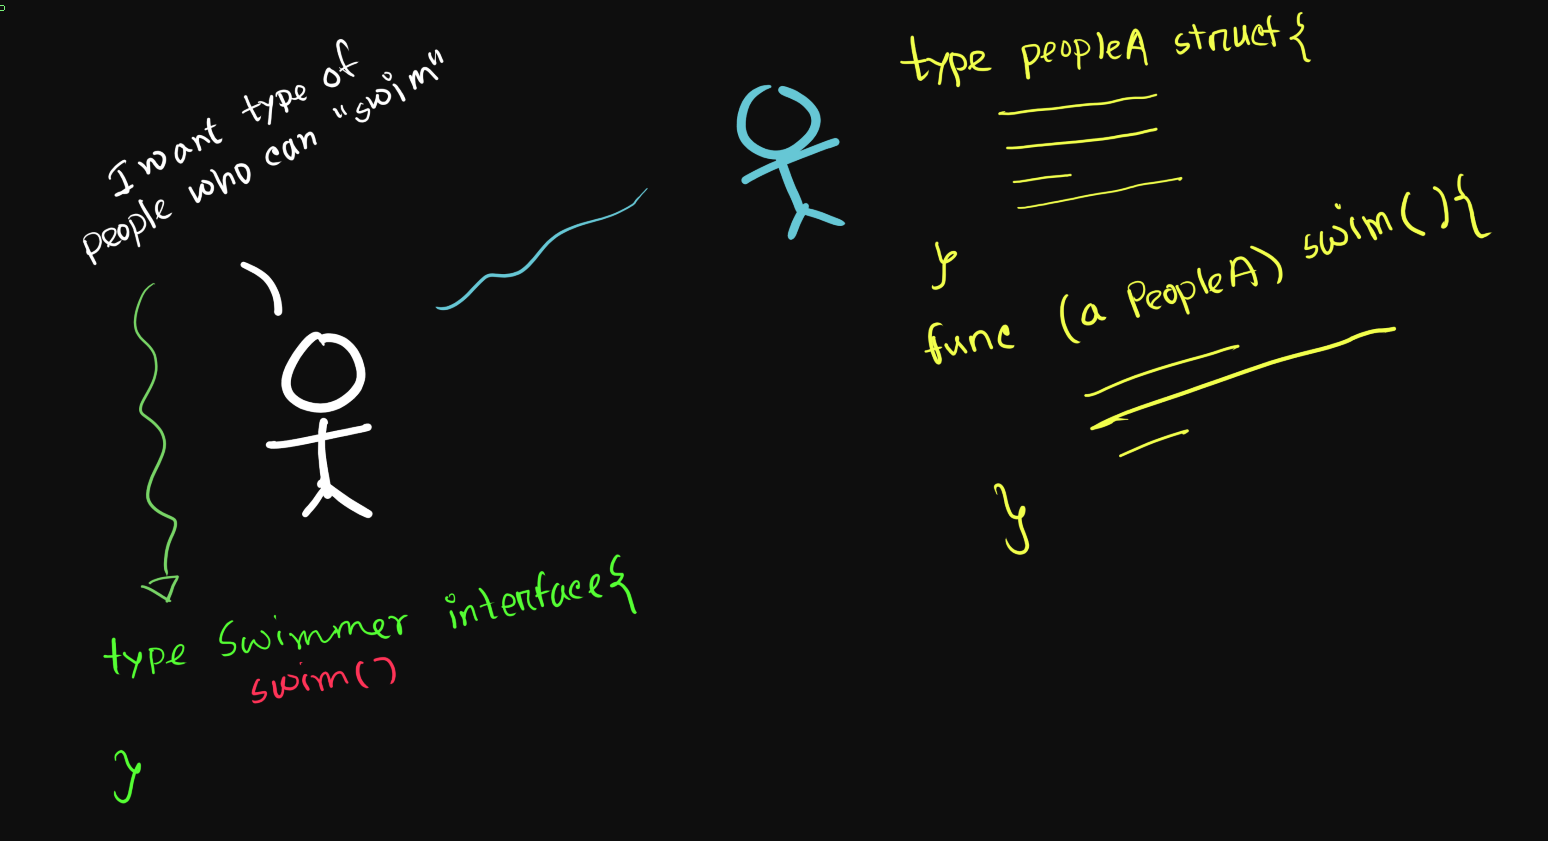 I want type of
people who can "swim"
type Swimmer interface{
swim()
}
type peopleA struct{
}
func (a PeopleA) swim(){
}